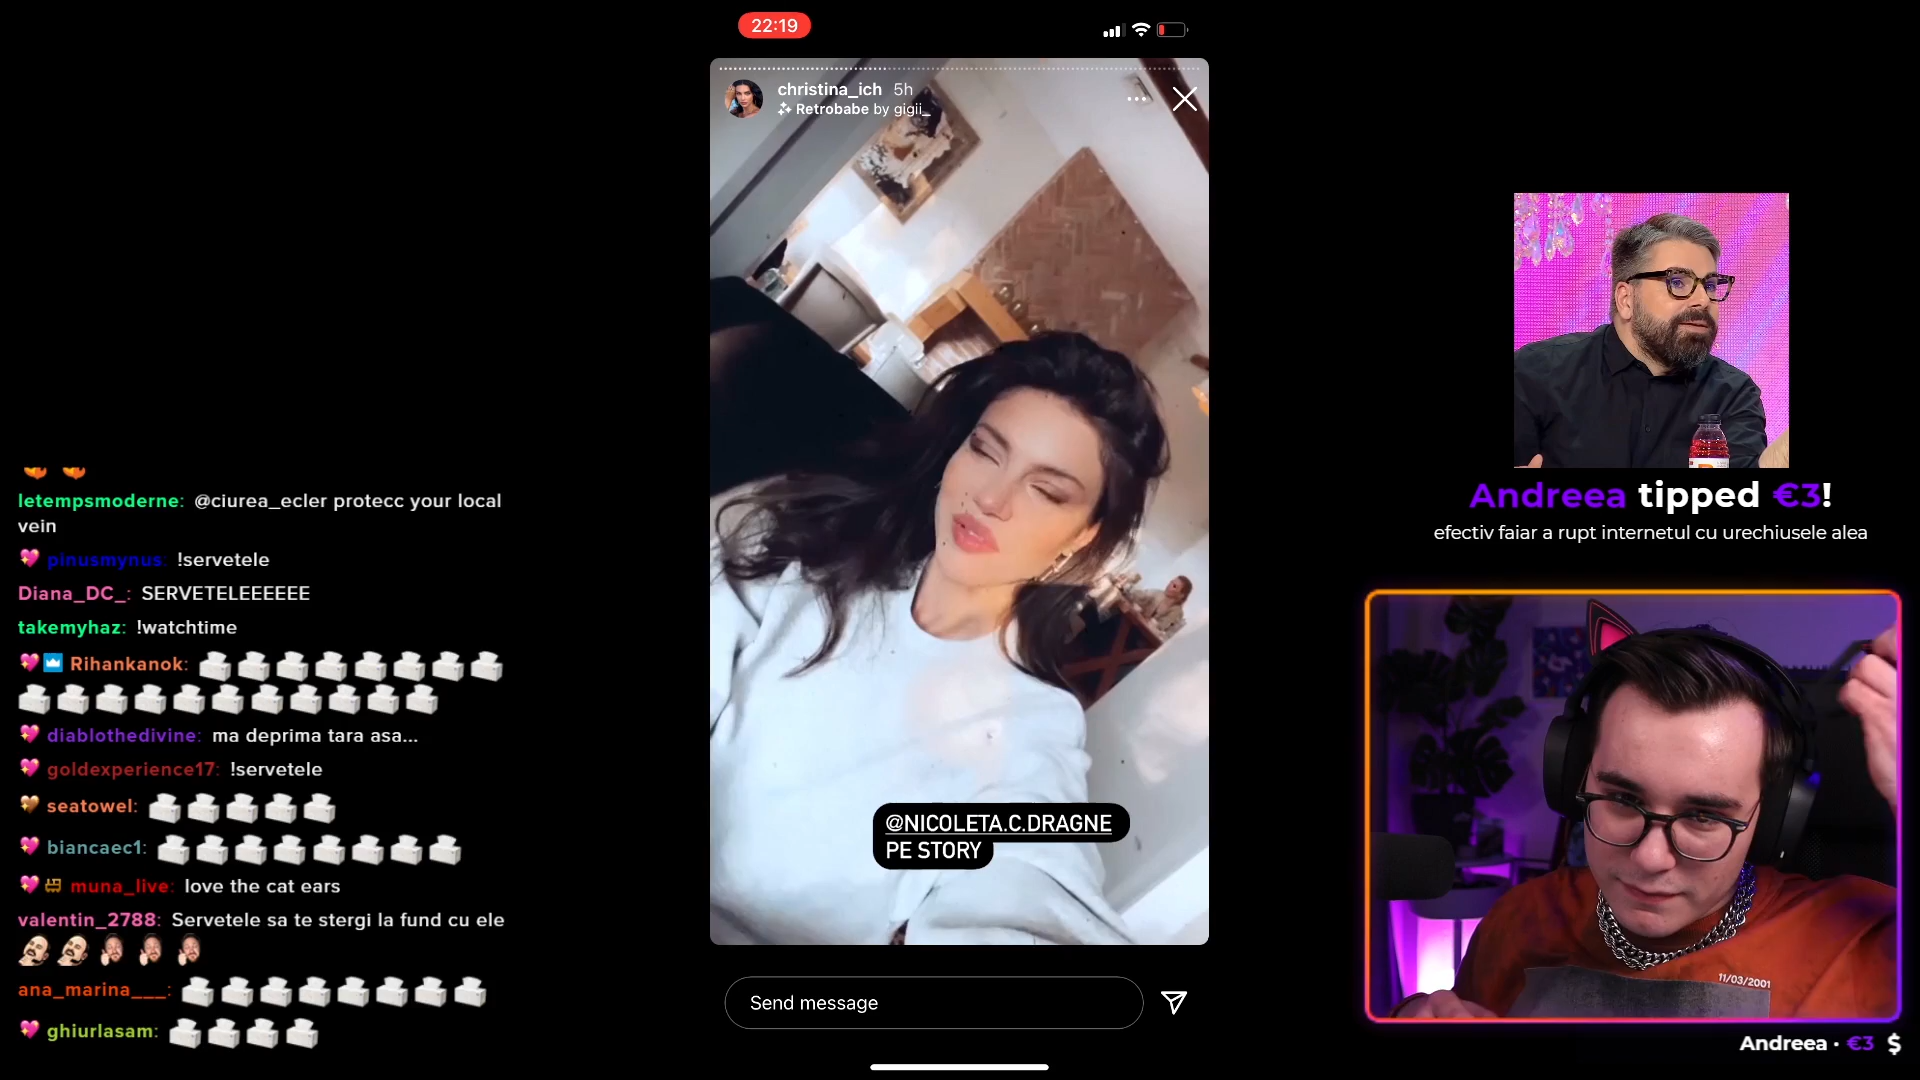 22:19
christina_ich 5h
Retrobabe by gigii_
@NICOLETA.C.DRAGNE
PE STORY
Send message
letempsmoderne: @ciurea_ecler protecc your local
vein
pinusmynus: !servetele
Diana_DC_: SERVETELEEEEEE
takemyhaz: !watchtime
Rihankanok:
diablothedivine: ma deprima tara asa...
goldexperience17: !servetele
seatowel:
biancaec1:
muna_live: love the cat ears
valentin_2788: Servetele sa te stergi la fund cu ele
ana_marina___:
ghiurlasam:
Andreea tipped €3!
efectiv faiar a rupt internetul cu urechiusele alea
11/03/2001
Andreea · €3 $